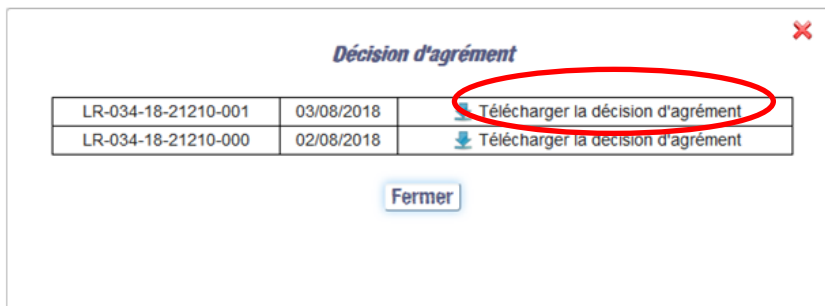 Décision d'agrément
LR-034-18-21210-001 03/08/2018 Télécharger la décision d'agrément
LR-034-18-21210-000 02/08/2018 Télécharger la décision d'agrément
Fermer